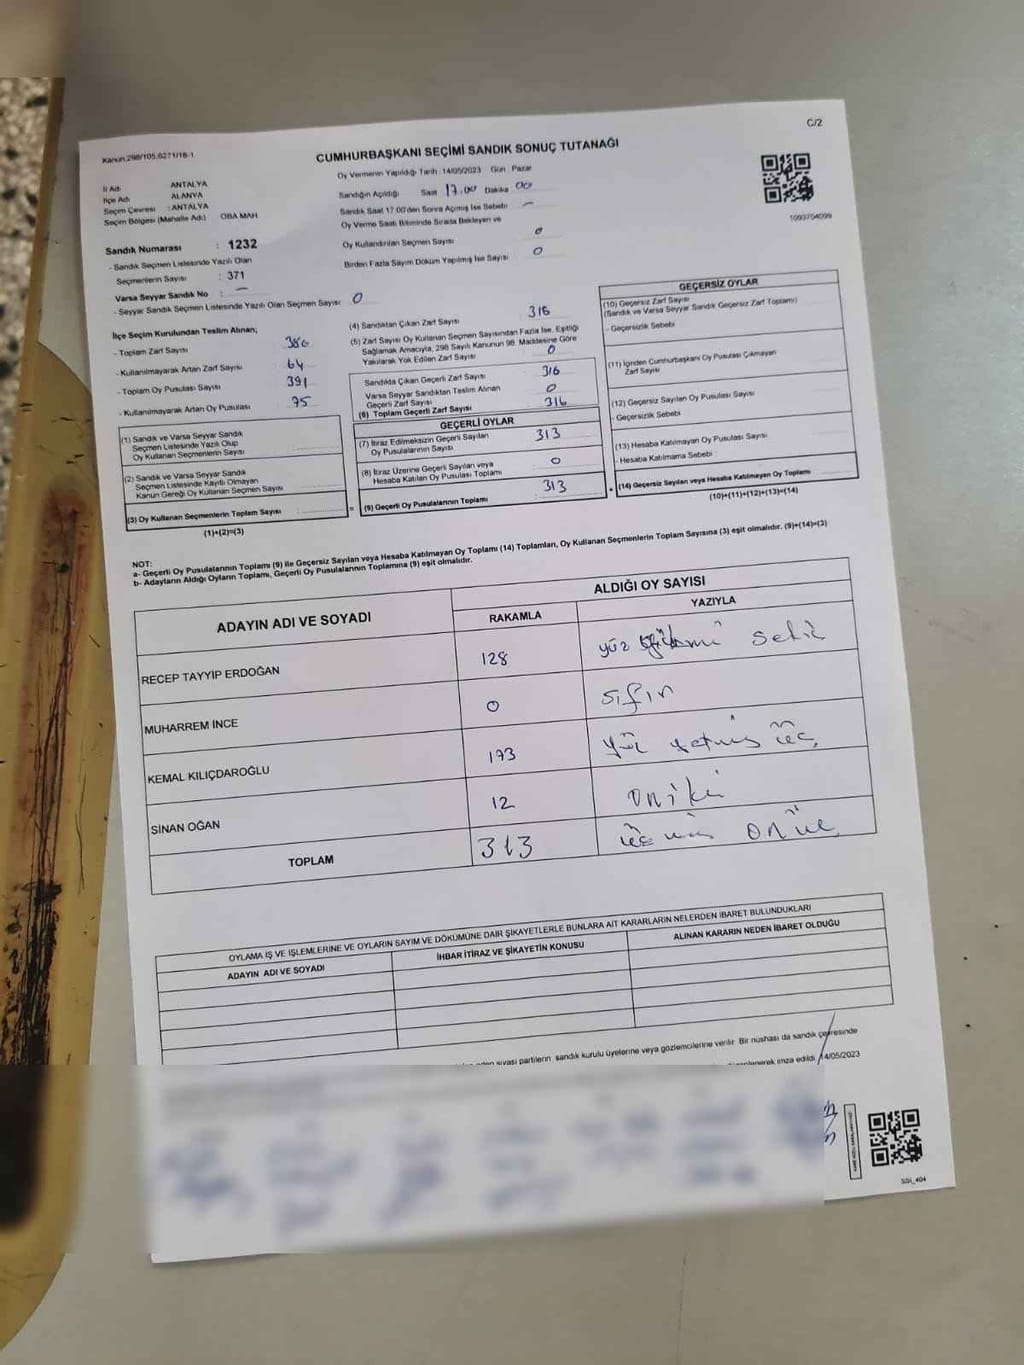 C/2
Kanun:298/105,6271/18-1
CUMHURBAŞKANI SEÇİMİ SANDIK SONUÇ TUTANAĞI
İl Adı ANTALYA
İlçe Adı ALANYA
Seçim Çevresi : ANTALYA
Seçim Bölgesi (Mahalle Adı) OBA MAH
Sandık Numarası : 1232
- Sandık Seçmen Listesinde Yazılı Olan
Seçmenlerin Sayısı : 371
Varsa Seyyar Sandık No : —
- Seyyar Sandık Seçmen Listesinde Yazılı Olan Seçmen Sayısı 0
Oy Vermenin Yapıldığı Tarih :14/05/2023 Gün Pazar
Sandığın Açıldığı Saat 17.00 Dakika 00
Sandık Saat 17:00'den Sonra Açılmış İse Sebebi —
Oy Verme Saati Bitiminde Sırada Bekleyen ve
Oy Kullandırılan Seçmen Sayısı 0
Birden Fazla Sayım Döküm Yapılmış İse Sayısı 0
1093704099
İlçe Seçim Kurulundan Teslim Alınan;
- Toplam Zarf Sayısı 380
- Kullanılmayarak Artan Zarf Sayısı 64
- Toplam Oy Pusulası Sayısı 391
- Kullanılmayarak Artan Oy Pusulası 75
(1) Sandık ve Varsa Seyyar Sandık
Seçmen Listesinde Yazılı Olup
Oy Kullanan Seçmenlerin Sayısı
(2) Sandık ve Varsa Seyyar Sandık
Seçmen Listesinde Kayıtlı Olmayan
Kanun Gereği Oy Kullanan Seçmen Sayısı
(3) Oy Kullanan Seçmenlerin Toplam Sayısı
(1)+(2)=(3)
(4) Sandıktan Çıkan Zarf Sayısı 316
(5) Zarf Sayısı Oy Kullanan Seçmen Sayısından Fazla İse, Eşitliği
Sağlamak Amacıyla, 298 Sayılı Kanunun 98. Maddesine Göre
Yakılarak Yok Edilen Zarf Sayısı 0
Sandıkta Çıkan Geçerli Zarf Sayısı 316
Varsa Seyyar Sandıktan Teslim Alınan
Geçerli Zarf Sayısı 0
(6) Toplam Geçerli Zarf Sayısı 316
GEÇERLİ OYLAR
(7) İtiraz Edilmeksizin Geçerli Sayılan
Oy Pusulalarının Sayısı 313
(8) İtiraz Üzerine Geçerli Sayılan veya
Hesaba Katılan Oy Pusulası Toplamı 0
= (9) Geçerli Oy Pusulalarının Toplamı 313
GEÇERSİZ OYLAR
(10) Geçersiz Zarf Sayısı
(Sandık ve Varsa Seyyar Sandık Geçersiz Zarf Toplamı)
- Geçersizlik Sebebi
(11) İçinden Cumhurbaşkanı Oy Pusulası Çıkmayan
Zarf Sayısı
(12) Geçersiz Sayılan Oy Pusulası Sayısı
- Geçersizlik Sebebi
(13) Hesaba Katılmayan Oy Pusulası Sayısı
- Hesaba Katılmama Sebebi
+ (14) Geçersiz Sayılan veya Hesaba Katılmayan Oy Toplamı
(10)+(11)+(12)+(13)=(14)
NOT:
a- Geçerli Oy Pusulalarının Toplamı (9) ile Geçersiz Sayılan veya Hesaba Katılmayan Oy Toplamı (14) Toplamları, Oy Kullanan Seçmenlerin Toplam Sayısına (3) eşit olmalıdır. (9)+(14)=(3)
b- Adayların Aldığı Oyların Toplamı, Geçerli Oy Pusulalarının Toplamına (9) eşit olmalıdır.
ADAYIN ADI VE SOYADI
ALDIĞI OY SAYISI
RAKAMLA YAZIYLA
RECEP TAYYİP ERDOĞAN 128 yüz yirmi sekiz
MUHARREM İNCE 0 sıfır
KEMAL KILIÇDAROĞLU 173 yüz yetmiş üç
SİNAN OĞAN 12 oniki
TOPLAM 313 üç yüz onüç
OYLAMA İŞ VE İŞLEMLERİNE VE OYLARIN SAYIM VE DÖKÜMÜNE DAİR ŞİKAYETLERLE BUNLARA AİT KARARLARIN NELERDEN İBARET BULUNDUKLARI
ADAYIN ADI VE SOYADI İHBAR İTİRAZ VE ŞİKAYETİN KONUSU ALINAN KARARIN NEDEN İBARET OLDUĞU
siyasi partilerin sandık kurulu üyelerine veya gözlemcilerine verilir. Bir nüshası da sandık çevresinde
imza edildi. 14/05/2023
SSI_404